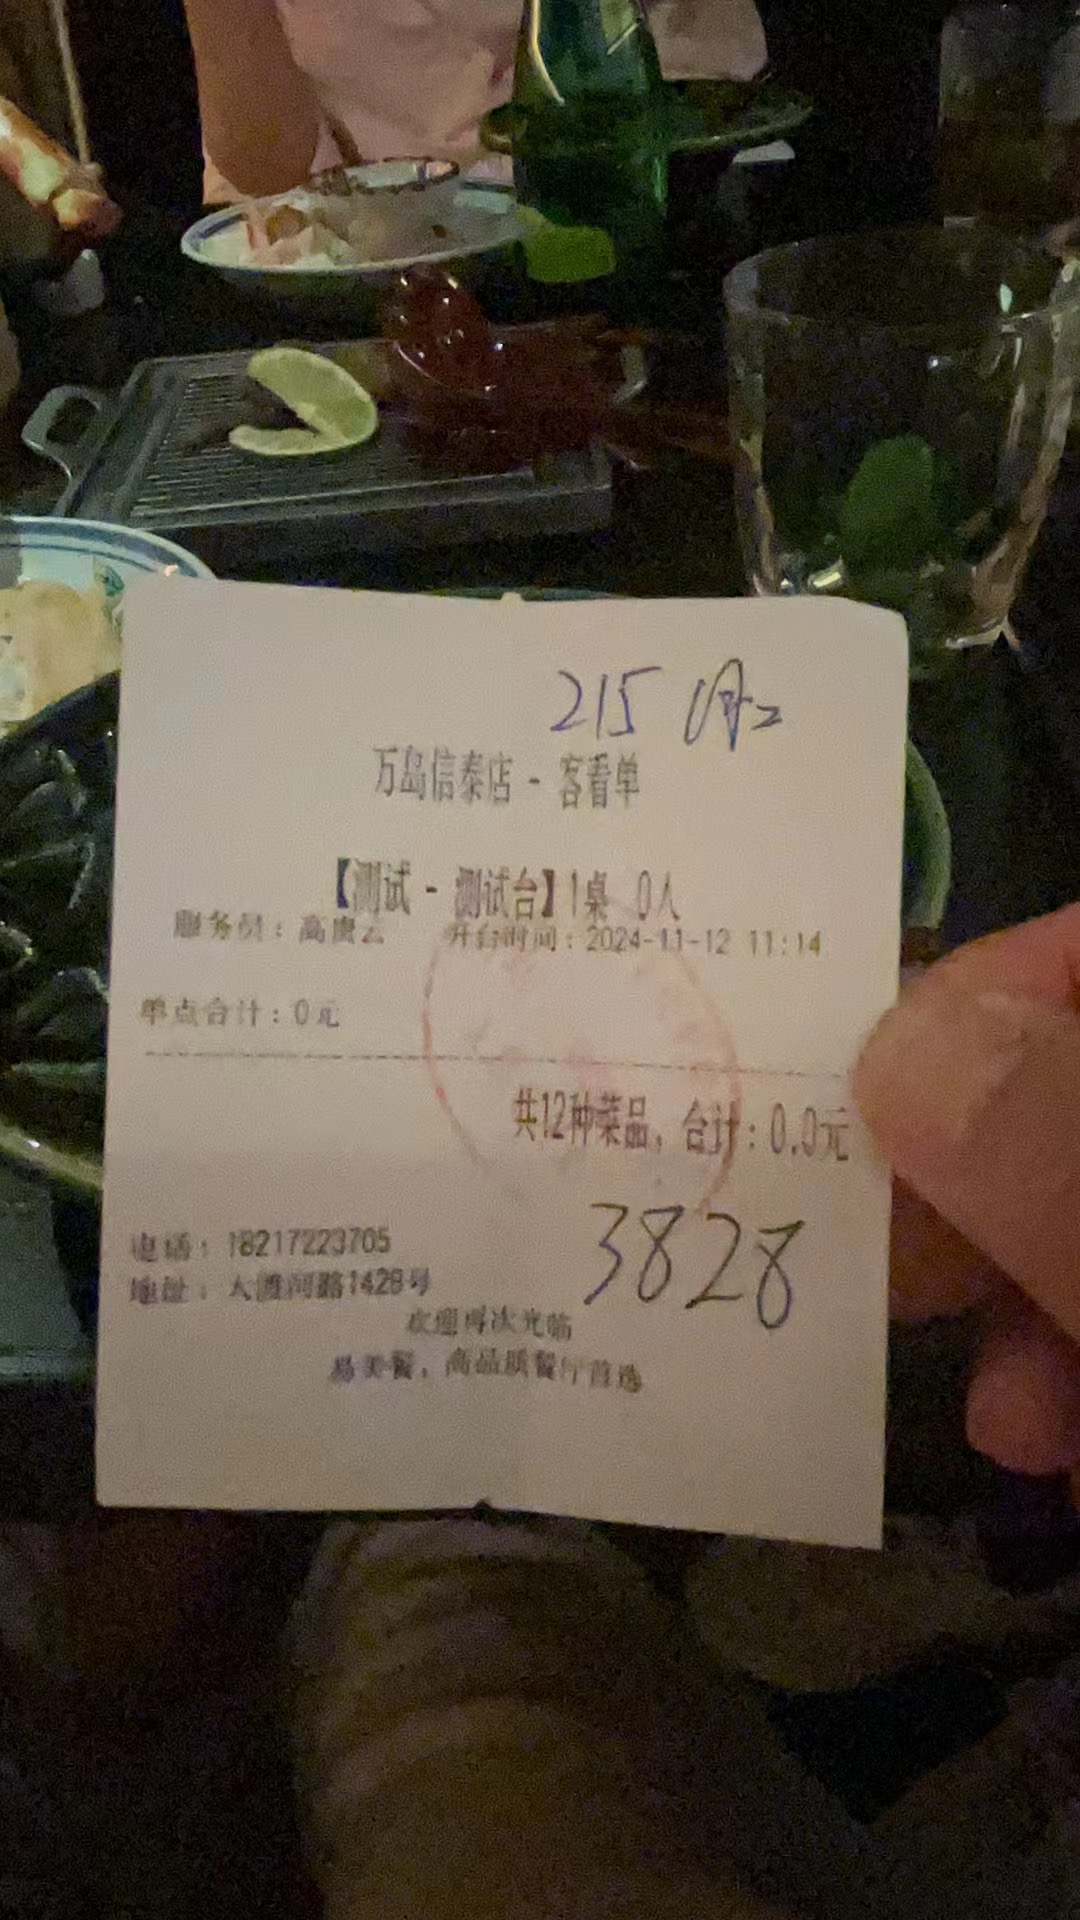 215
万岛信泰店 - 客看单
【测试 - 测试台】1桌 0人
服务员：高 云 开台时间：2024-11-12 11:14
单点合计：0元
共12种菜品，合计：0.0元
3828
电话：18217223705
地址：大渡河路1428号
欢迎再次光临
易美餐，高品质餐厅首选